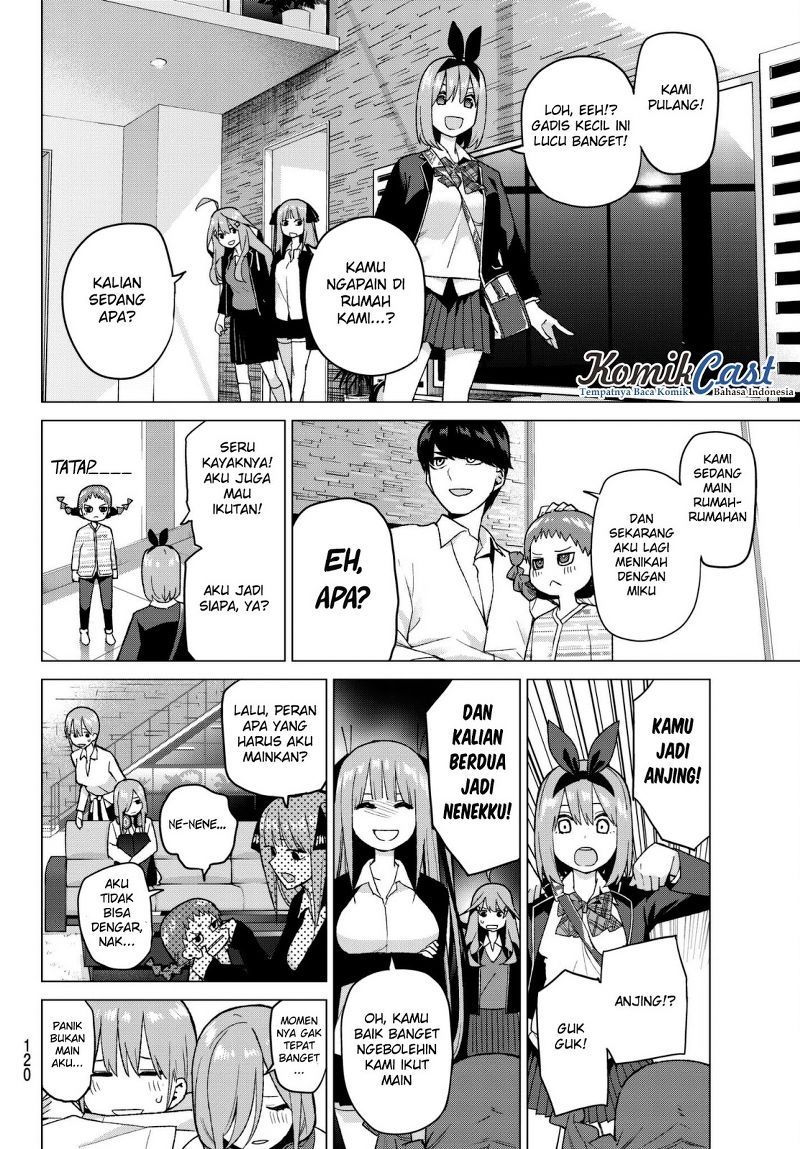 KAMI
PULANG!
LOH, EEH!?
GADIS KECIL INI
LUCU BANGET!
KAMU
NGAPAIN DI
RUMAH
KAMI...?
KALIAN
SEDANG
APA?
KomikCast
Tempatnya Baca Komik Bahasa Indonesia
KAMI
SEDANG
MAIN
RUMAH-
RUMAHAN
DAN
SEKARANG
AKU LAGI
MENIKAH
DENGAN
MIKU
EH,
APA?
SERU
KAYAKNYA!
AKU JUGA
MAU
IKUTAN!
AKU JADI
SIAPA, YA?
TATAP____
KAMU
JADI
ANJING!
ANJING!?
GUK
GUK!
DAN
KALIAN
BERDUA
JADI
NENEKKU!
OH, KAMU
BAIK BANGET
NGEBOLEHIN
KAMI IKUT
MAIN
LALU, PERAN
APA YANG
HARUS AKU
MAINKAN?
NE-NENE...
AKU
TIDAK
BISA
DENGAR,
NAK...
MOMEN
NYA GAK
TEPAT
BANGET...
PANIK
BUKAN
MAIN
AKU...
120